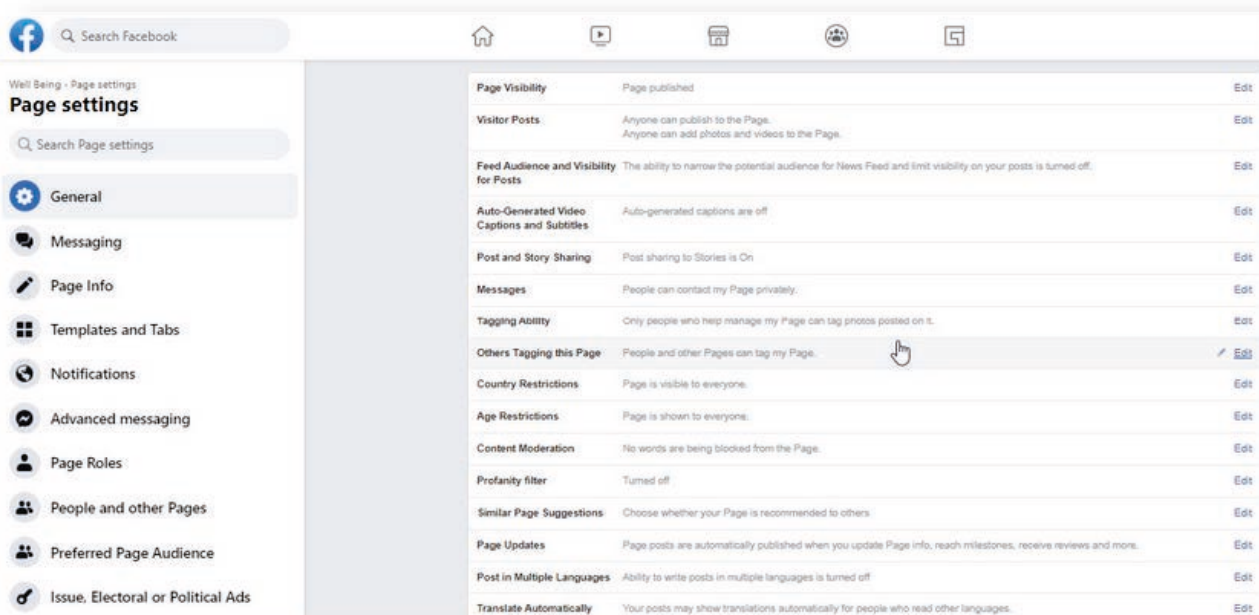 Search Facebook
Well Being - Page settings
Page settings
Search Page settings
General
Messaging
Page Info
Templates and Tabs
Notifications
Advanced messaging
Page Roles
People and other Pages
Preferred Page Audience
Issue, Electoral or Political Ads
Page Visibility Page published Edit
Visitor Posts Anyone can publish to the Page. Edit
Anyone can add photos and videos to the Page.
Feed Audience and Visibility The ability to narrow the potential audience for News Feed and limit visibility on your posts is turned off. Edit
for Posts
Auto-Generated Video Auto-generated captions are off Edit
Captions and Subtitles
Post and Story Sharing Post sharing to Stories is On Edit
Messages People can contact my Page privately. Edit
Tagging Ability Only people who help manage my Page can tag photos posted on it. Edit
Others Tagging this Page People and other Pages can tag my Page. Edit
Country Restrictions Page is visible to everyone. Edit
Age Restrictions Page is shown to everyone. Edit
Content Moderation No words are being blocked from the Page. Edit
Profanity filter Turned off Edit
Similar Page Suggestions Choose whether your Page is recommended to others Edit
Page Updates Page posts are automatically published when you update Page info, reach milestones, receive reviews and more. Edit
Post in Multiple Languages Ability to write posts in multiple languages is turned off Edit
Translate Automatically Your posts may show translations automatically for people who read other languages. Edit